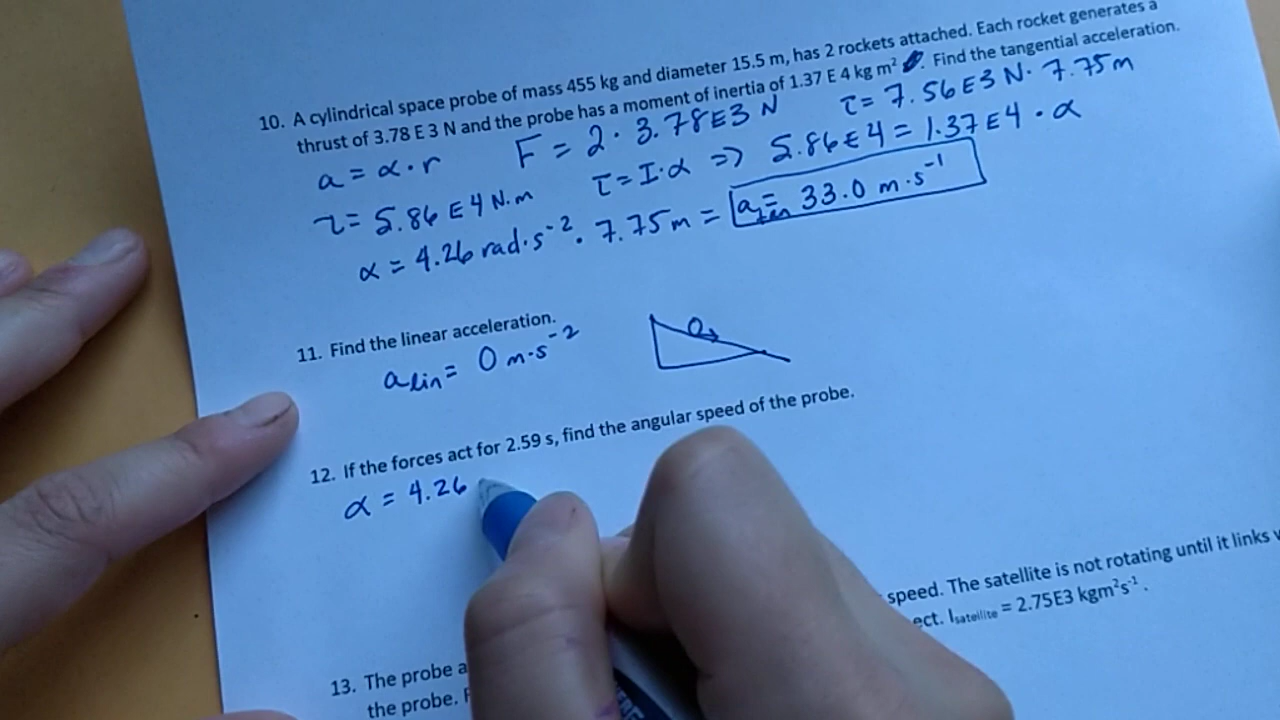 10. A cylindrical space probe of mass 455 kg and diameter 15.5 m, has 2 rockets attached. Each rocket generates a
thrust of 3.78 E 3 N and the probe has a moment of inertia of 1.37 E 4 kg m². Find the tangential acceleration.
a = α · r F = 2 · 3.78E3 N τ = 7.56E3 N · 7.75m
τ = 5.86 E4 N·m τ = I·α ⇒ 5.86E4 = 1.37E4 · α
α = 4.26 rad·s⁻² · 7.75m = a_tan = 33.0 m·s⁻¹
11. Find the linear acceleration.
a_lin = 0 m·s⁻²
12. If the forces act for 2.59 s, find the angular speed of the probe.
α = 4.26
speed. The satellite is not rotating until it links
ect. I_satellite = 2.75E3 kgm²s⁻¹.
13. The probe a
the probe.